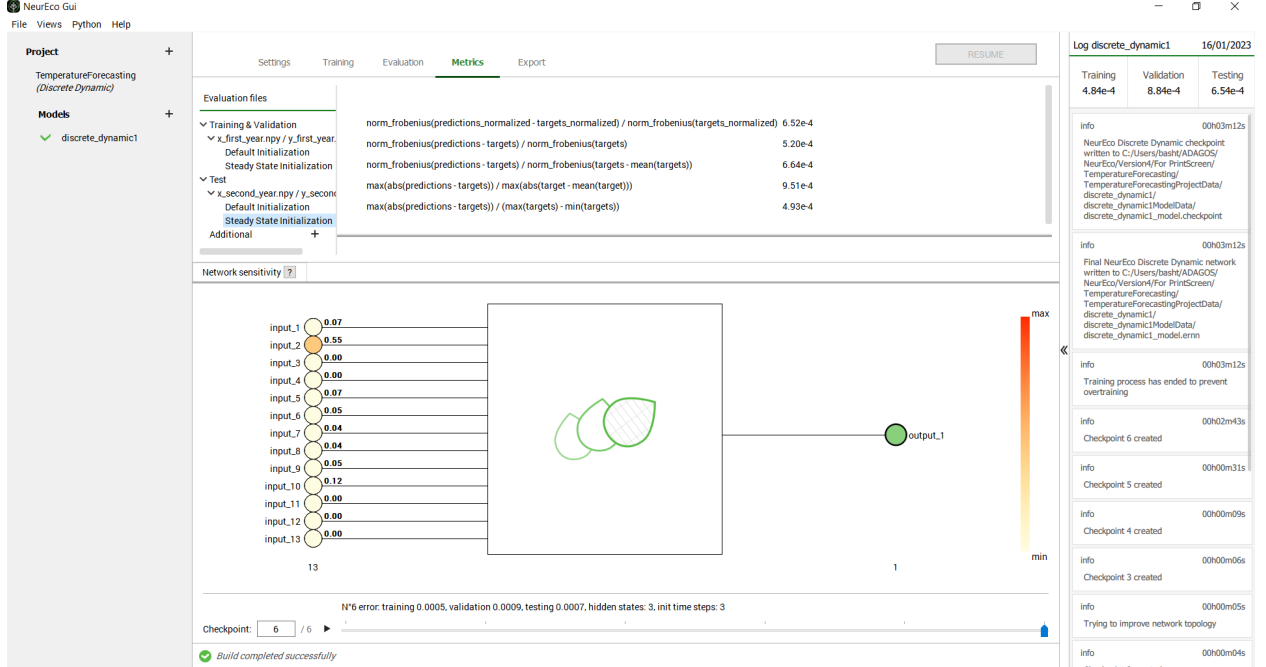 NeurEco Gui
File Views Python Help
Project +
TemperatureForecasting
(Discrete Dynamic)
Models +
discrete_dynamic1
Settings Training Evaluation Metrics Export
RESUME
Evaluation files
Training & Validation
x_first_year.npy / y_first_year.
Default Initialization
Steady State Initialization
Test
x_second_year.npy / y_second
Default Initialization
Steady State Initialization
Additional +
norm_frobenius(predictions_normalized - targets_normalized) / norm_frobenius(targets_normalized) 6.52e-4
norm_frobenius(predictions - targets) / norm_frobenius(targets) 5.20e-4
norm_frobenius(predictions - targets) / norm_frobenius(targets - mean(targets)) 6.64e-4
max(abs(predictions - targets)) / max(abs(target - mean(target))) 9.51e-4
max(abs(predictions - targets)) / (max(targets) - min(targets)) 4.93e-4
Network sensitivity ?
input_1 0.07
input_2 0.55
input_3 0.00
input_4 0.00
input_5 0.07
input_6 0.05
input_7 0.04
input_8 0.04
input_9 0.05
input_10 0.12
input_11 0.00
input_12 0.00
input_13 0.00
13
output_1
1
max
min
N°6 error: training 0.0005, validation 0.0009, testing 0.0007, hidden states: 3, init time steps: 3
Checkpoint: 6 / 6
Build completed successfully
Log discrete_dynamic1 16/01/2023
Training Validation Testing
4.84e-4 8.84e-4 6.54e-4
info 00h03m12s
NeurEco Discrete Dynamic checkpoint
written to C:/Users/basht/ADAGOS/
NeurEco/Version4/For PrintScreen/
TemperatureForecasting/
TemperatureForecastingProjectData/
discrete_dynamic1/
discrete_dynamic1ModelData/
discrete_dynamic1_model.checkpoint
info 00h03m12s
Final NeurEco Discrete Dynamic network
written to C:/Users/basht/ADAGOS/
NeurEco/Version4/For PrintScreen/
TemperatureForecasting/
TemperatureForecastingProjectData/
discrete_dynamic1/
discrete_dynamic1ModelData/
discrete_dynamic1_model.ernn
info 00h03m12s
Training process has ended to prevent
overtraining
info 00h02m43s
Checkpoint 6 created
info 00h00m31s
Checkpoint 5 created
info 00h00m09s
Checkpoint 4 created
info 00h00m06s
Checkpoint 3 created
info 00h00m05s
Trying to improve network topology
info 00h00m04s